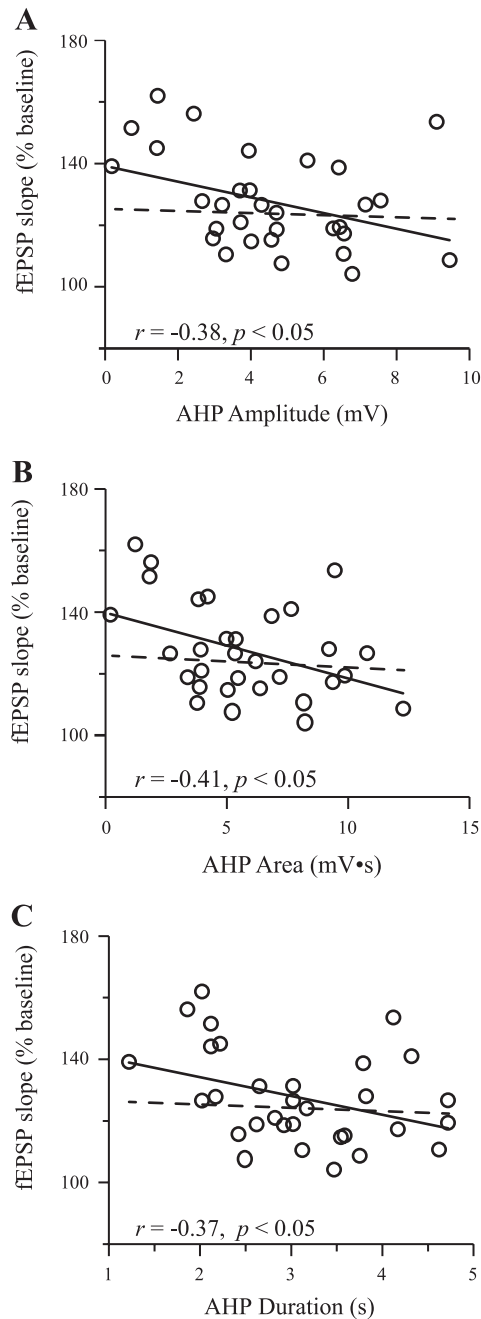 A
fEPSP slope (% baseline)
180
140
100
r = -0.38, p < 0.05
0 2 4 6 8 10
AHP Amplitude (mV)
B
fEPSP slope (% baseline)
180
140
100
r = -0.41, p < 0.05
0 5 10 15
AHP Area (mV•s)
C
fEPSP slope (% baseline)
180
140
100
r = -0.37, p < 0.05
1 2 3 4 5
AHP Duration (s)